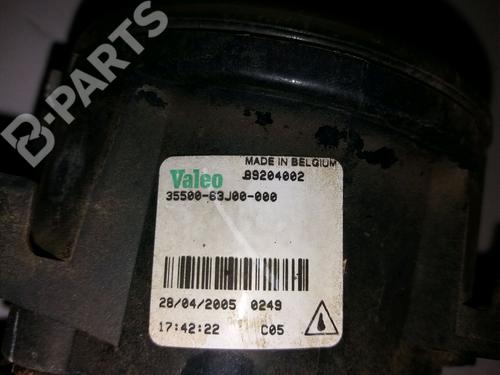 B-PARTS
MADE IN BELGIUM
Valeo 89204002
35500-63J00-000
28/04/2005 0249
17:42:22 C05